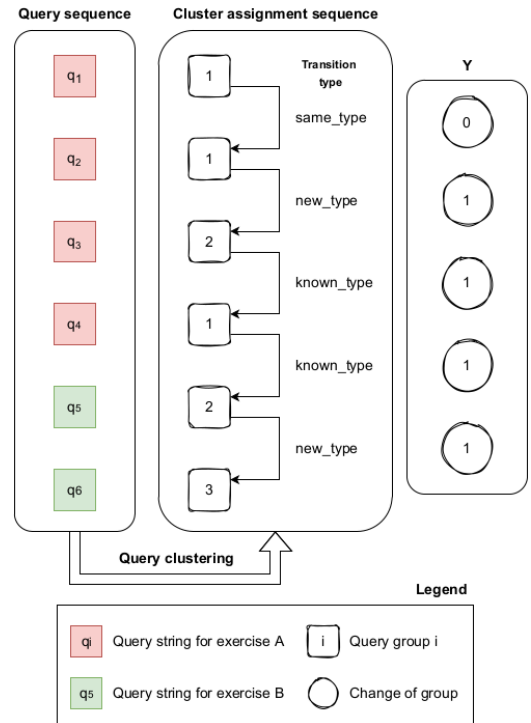 Query sequence
Cluster assignment sequence
Transition
type
Y
q1
1
same_type
0
q2
1
new_type
1
q3
2
known_type
1
q4
1
known_type
1
q5
2
new_type
1
q6
3
Query clustering
Legend
qi Query string for exercise A
i Query group i
q5 Query string for exercise B
Change of group